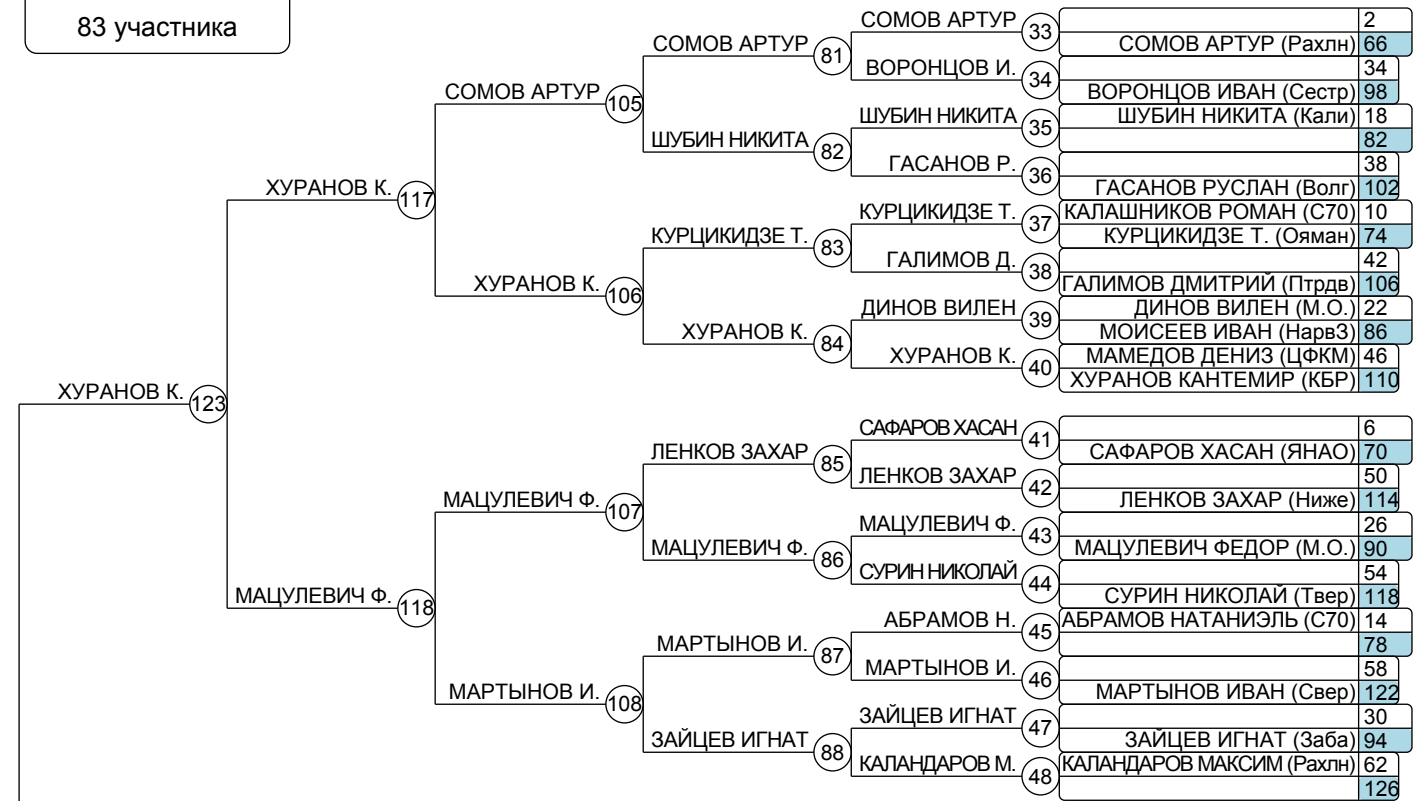 83 участника
СОМОВ АРТУР 33 2
СОМОВ АРТУР (Рахлн) 66
СОМОВ АРТУР 81
ВОРОНЦОВ И. 34 34
ВОРОНЦОВ ИВАН (Сестр) 98
СОМОВ АРТУР 105
ШУБИН НИКИТА 35 ШУБИН НИКИТА (Кали) 18
82
ШУБИН НИКИТА 82
ГАСАНОВ Р. 36 38
ГАСАНОВ РУСЛАН (Волг) 102
ХУРАНОВ К. 117
КУРЦИКИДЗЕ Т. 37 КАЛАШНИКОВ РОМАН (С70) 10
КУРЦИКИДЗЕ Т. (Ояман) 74
КУРЦИКИДЗЕ Т. 83
ГАЛИМОВ Д. 38 42
ГАЛИМОВ ДМИТРИЙ (Птрдв) 106
ХУРАНОВ К. 106
ДИНОВ ВИЛЕН 39 ДИНОВ ВИЛЕН (М.О.) 22
МОИСЕЕВ ИВАН (НарвЗ) 86
ХУРАНОВ К. 84
ХУРАНОВ К. 40 МАМЕДОВ ДЕНИЗ (ЦФКМ) 46
ХУРАНОВ КАНТЕМИР (КБР) 110
ХУРАНОВ К. 123
САФАРОВ ХАСАН 41 6
САФАРОВ ХАСАН (ЯНАО) 70
ЛЕНКОВ ЗАХАР 85
ЛЕНКОВ ЗАХАР 42 50
ЛЕНКОВ ЗАХАР (Ниже) 114
МАЦУЛЕВИЧ Ф. 107
МАЦУЛЕВИЧ Ф. 43 26
МАЦУЛЕВИЧ ФЕДОР (М.О.) 90
МАЦУЛЕВИЧ Ф. 86
СУРИН НИКОЛАЙ 44 54
СУРИН НИКОЛАЙ (Твер) 118
МАЦУЛЕВИЧ Ф. 118
АБРАМОВ Н. 45 АБРАМОВ НАТАНИЭЛЬ (С70) 14
78
МАРТЫНОВ И. 87
МАРТЫНОВ И. 46 58
МАРТЫНОВ ИВАН (Свер) 122
МАРТЫНОВ И. 108
ЗАЙЦЕВ ИГНАТ 47 30
ЗАЙЦЕВ ИГНАТ (Заба) 94
ЗАЙЦЕВ ИГНАТ 88
КАЛАНДАРОВ М. 48 КАЛАНДАРОВ МАКСИМ (Рахлн) 62
126